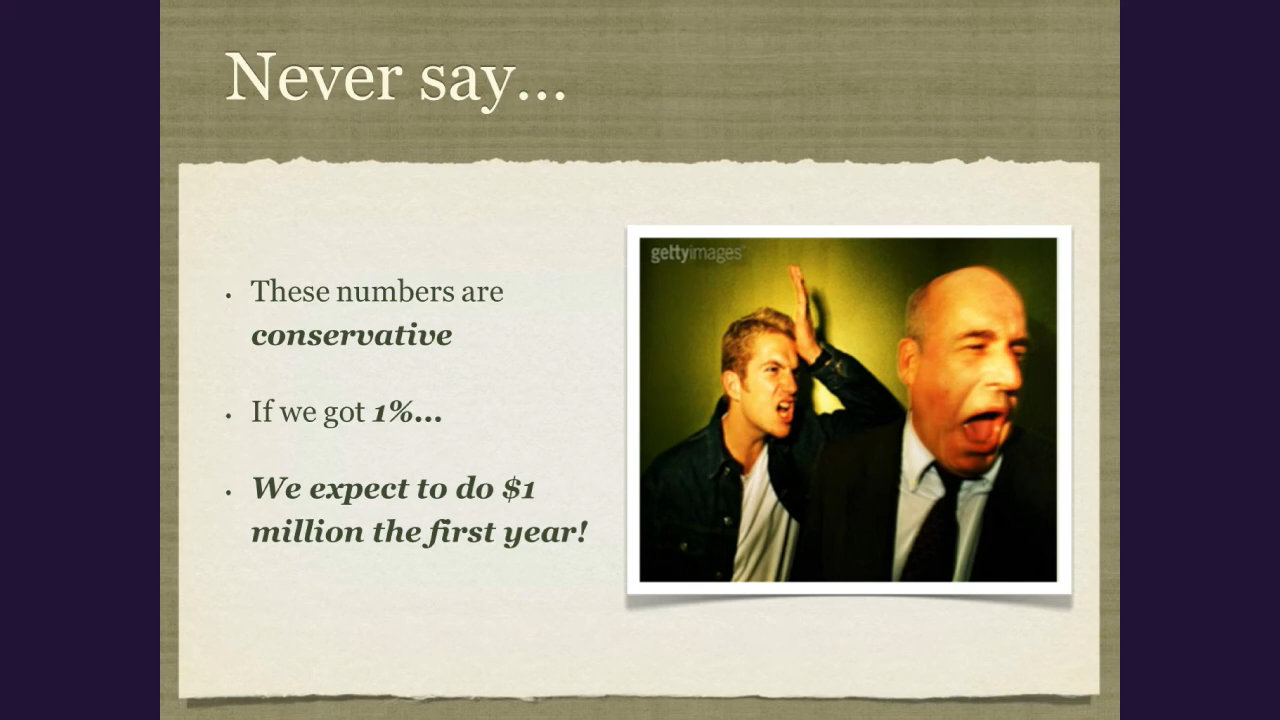 Never say...
These numbers are
conservative
If we got 1%...
We expect to do $1
million the first year!
gettyimages